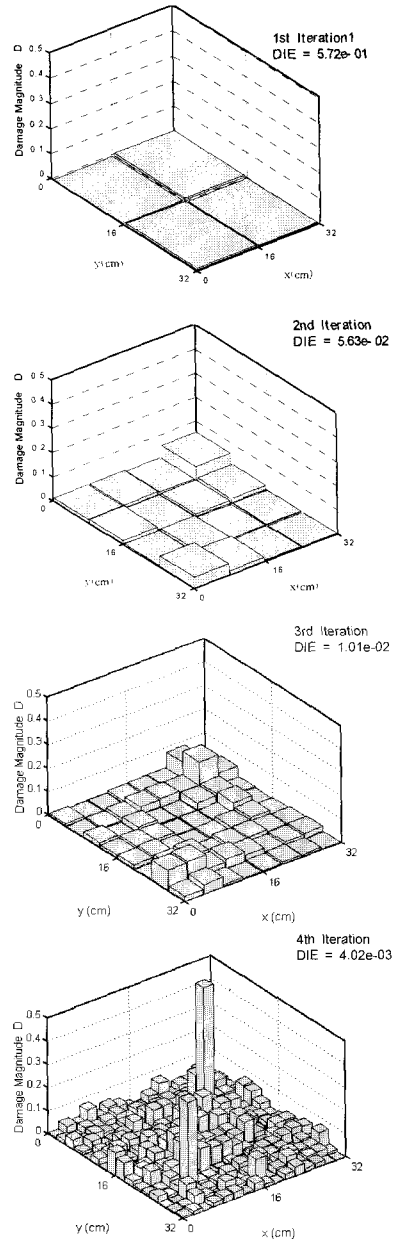 1st Iteration1
DIE = 5.72e-01
Damage Magnitude D
0.5
0.4
0.3
0.2
0.1
0
0
16
32
y(cm)
0
16
32
x(cm)
2nd Iteration
DIE = 5.63e-02
Damage Magnitude D
0.5
0.4
0.3
0.2
0.1
0
0
16
32
y(cm)
0
16
32
x(cm)
3rd Iteration
DIE = 1.01e-02
Damage Magnitude D
0.5
0.4
0.3
0.2
0.1
0
0
16
32
y (cm)
0
16
32
x (cm)
4th Iteration
DIE = 4.02e-03
Damage Magnitude D
0.5
0.4
0.3
0.2
0.1
0
0
16
32
y (cm)
0
16
32
x (cm)